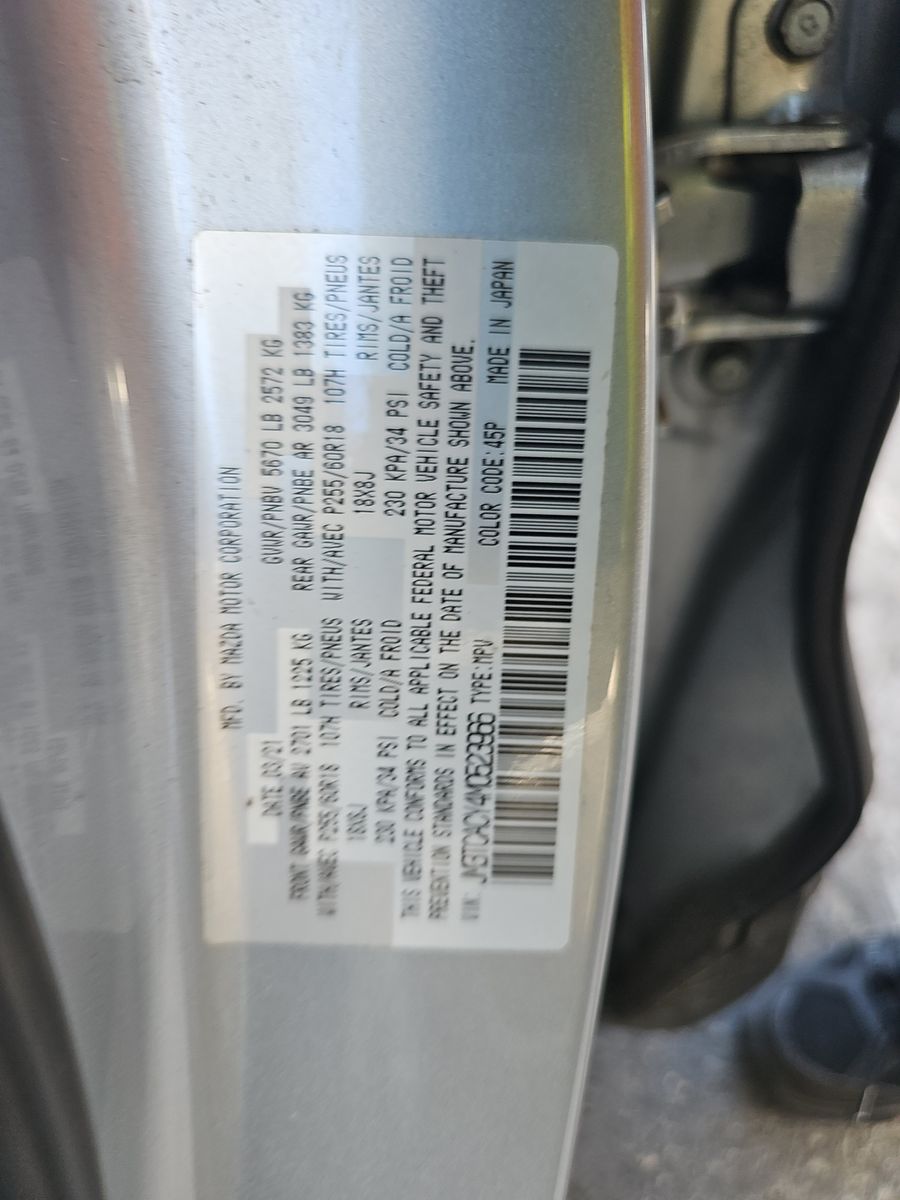 MFD. BY MAZDA MOTOR CORPORATION
DATE 03/21 GVWR/PNBV 5670 LB 2572 KG
FRONT GAWR/PNBE AV 2701 LB 1225 KG REAR GAWR/PNBE AR 3049 LB 1383 KG
WITH/AVEC P255/60R18 107H TIRES/PNEUS WITH/AVEC P255/60R18 107H TIRES/PNEUS
18X8J RIMS/JANTES 18X8J RIMS/JANTES
230 KPA/34 PSI COLD/A FROID 230 KPA/34 PSI COLD/A FROID
THIS VEHICLE CONFORMS TO ALL APPLICABLE FEDERAL MOTOR VEHICLE SAFETY AND THEFT
PREVENTION STANDARDS IN EFFECT ON THE DATE OF MANUFACTURE SHOWN ABOVE.
VIN: JM3TCACY4M0523966 TYPE:MPV COLOR CODE:45P MADE IN JAPAN